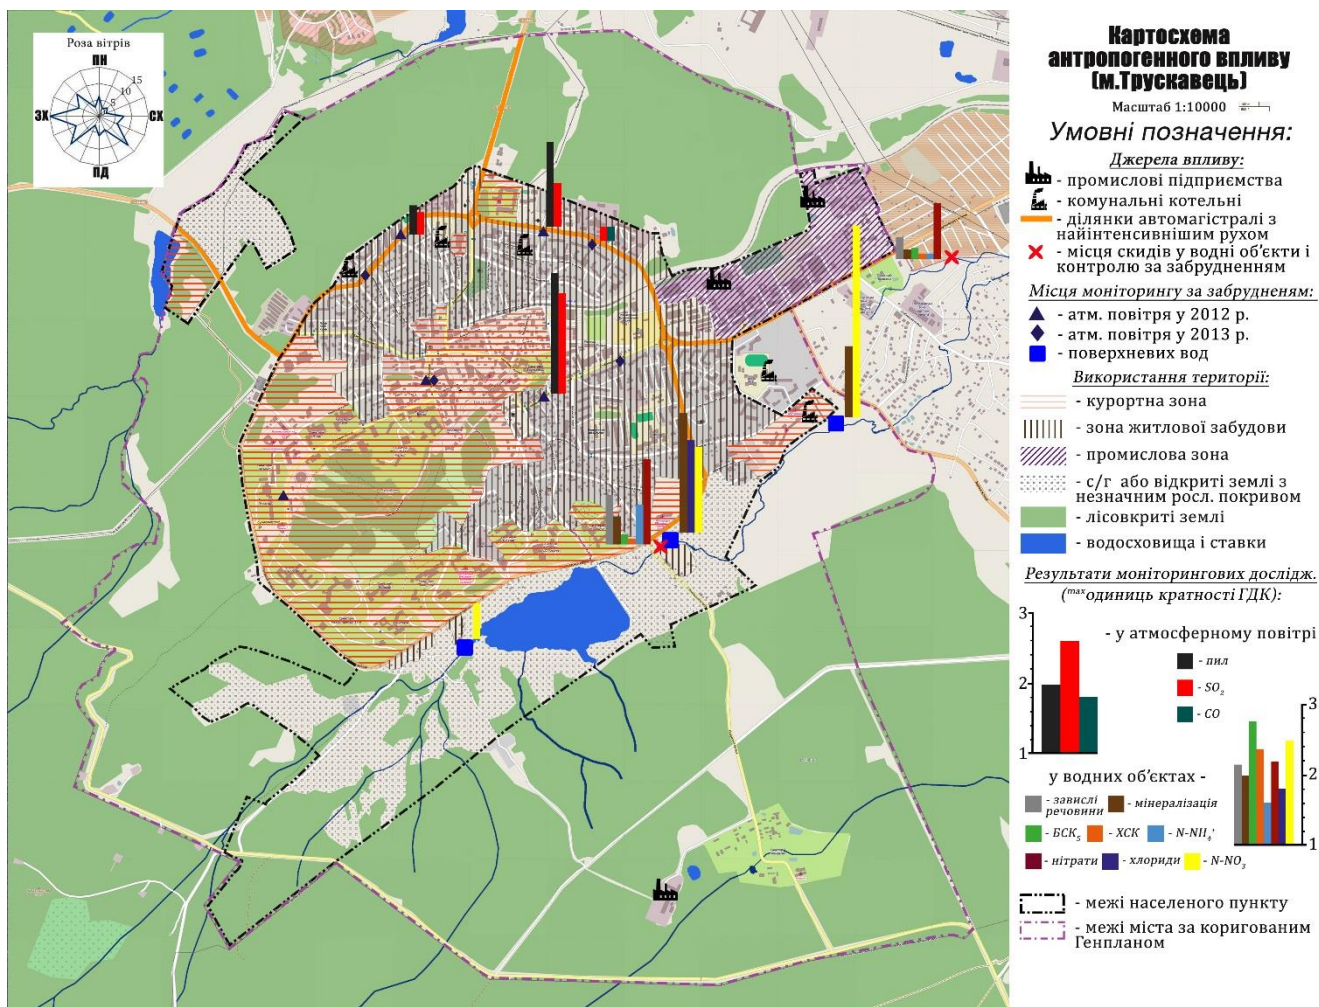 Роза вітрів
ПН
15
10
5
ЗХ
СХ
ПД
Картосхема
антропогенного впливу
(м.Трускавець)
Масштаб 1:10000
Умовні позначення:
Джерела впливу:
- промислові підприємства
- комунальні котельні
- ділянки автомагістралі з
найінтенсивнішим рухом
- місця скидів у водні об'єкти і
контролю за забрудненням
Місця моніторингу за забрудненям:
- атм. повітря у 2012 р.
- атм. повітря у 2013 р.
- поверхневих вод
Використання території:
- курортна зона
- зона житлової забудови
- промислова зона
- с/г або відкриті землі з
незначним росл. покривом
- лісовкриті землі
- водосховища і ставки
Результати моніторингових дослідж.
(max одиниць кратності ГДК):
3
2
1
- у атмосферному повітрі
- пил
- SO2
- CO
3
2
1
у водних об'єктах -
- завислі
речовини
- мінералізація
- БСК5
- ХСК
- N-NH4+
- нітрати
- хлориди
- N-NO3
- межі населеного пункту
- межі міста за коригованим
Генпланом